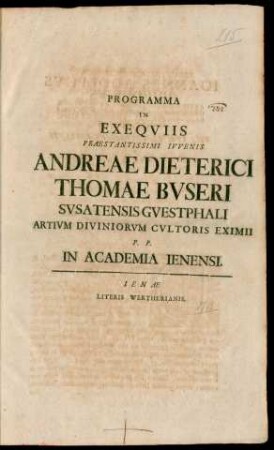 PROGRAMMA
IN
EXEQVIIS
PRAESTANTISSIMI IVVENIS
ANDREAE DIETERICI
THOMAE BVSERI
SVSATENSIS GVESTPHALI
ARTIVM DIVINIORVM CVLTORIS EXIMII
P. P.
IN ACADEMIA IENENSI.
IENAE
LITERIS WERTHERIANIS.